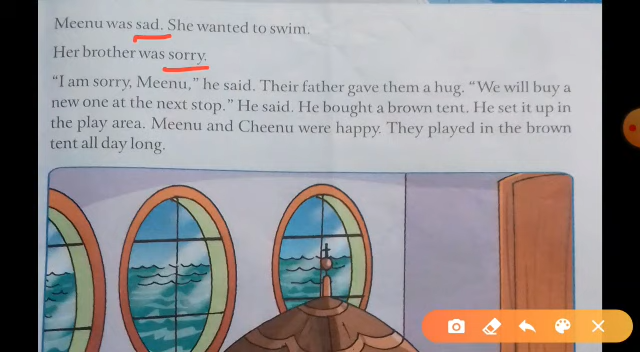 Meenu was sad. She wanted to swim.
Her brother was sorry.
“I am sorry, Meenu,” he said. Their father gave them a hug. “We will buy a
new one at the next stop.” He said. He bought a brown tent. He set it up in
the play area. Meenu and Cheenu were happy. They played in the brown
tent all day long.